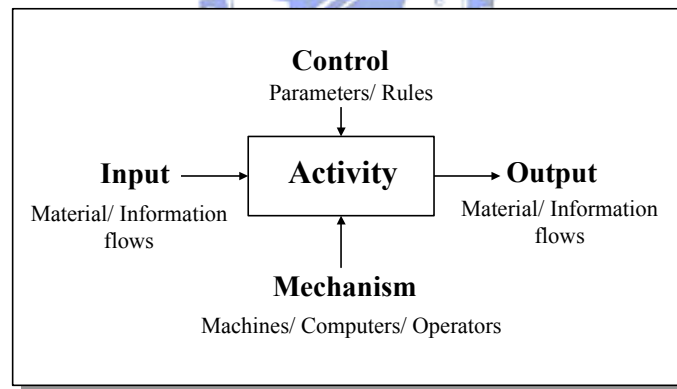 Control
Parameters/ Rules
Input
Activity
Output
Material/ Information
flows
Material/ Information
flows
Mechanism
Machines/ Computers/ Operators